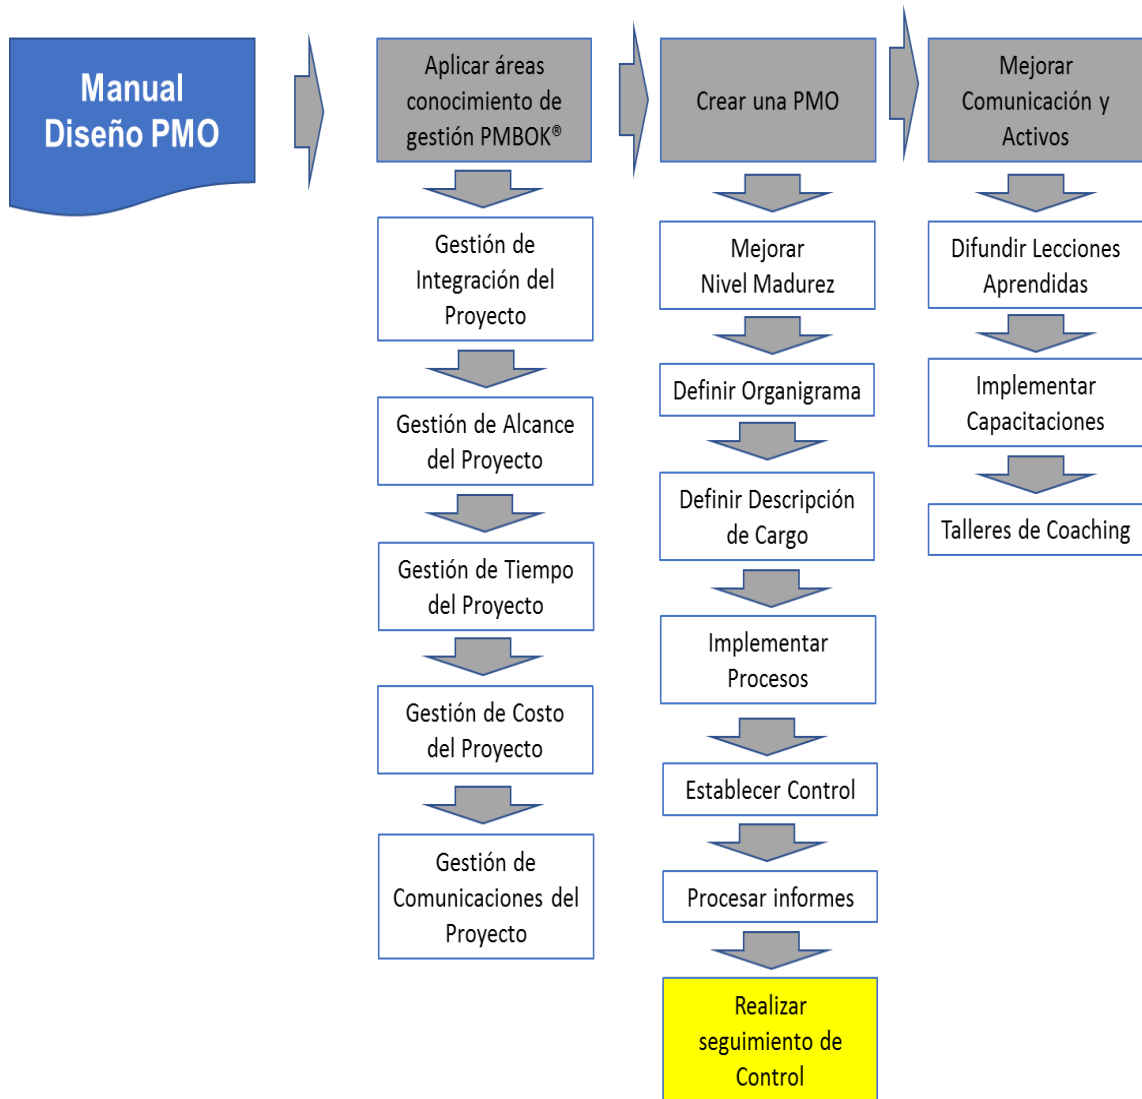 Manual
Diseño PMO
Aplicar áreas
conocimiento de
gestión PMBOK®
Gestión de
Integración del
Proyecto
Gestión de Alcance
del Proyecto
Gestión de Tiempo
del Proyecto
Gestión de Costo
del Proyecto
Gestión de
Comunicaciones del
Proyecto
Crear una PMO
Mejorar
Nivel Madurez
Definir Organigrama
Definir Descripción
de Cargo
Implementar
Procesos
Establecer Control
Procesar informes
Realizar
seguimiento de
Control
Mejorar
Comunicación y
Activos
Difundir Lecciones
Aprendidas
Implementar
Capacitaciones
Talleres de Coaching